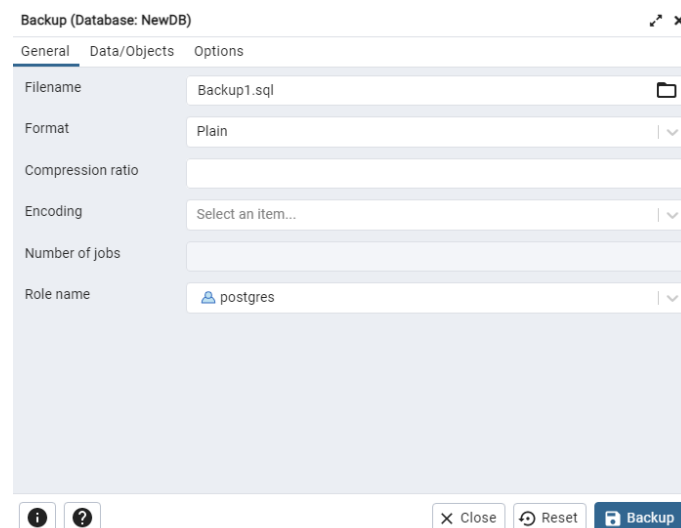 Backup (Database: NewDB)
General Data/Objects Options
Filename Backup1.sql
Format Plain
Compression ratio
Encoding Select an item...
Number of jobs
Role name postgres
Close Reset Backup